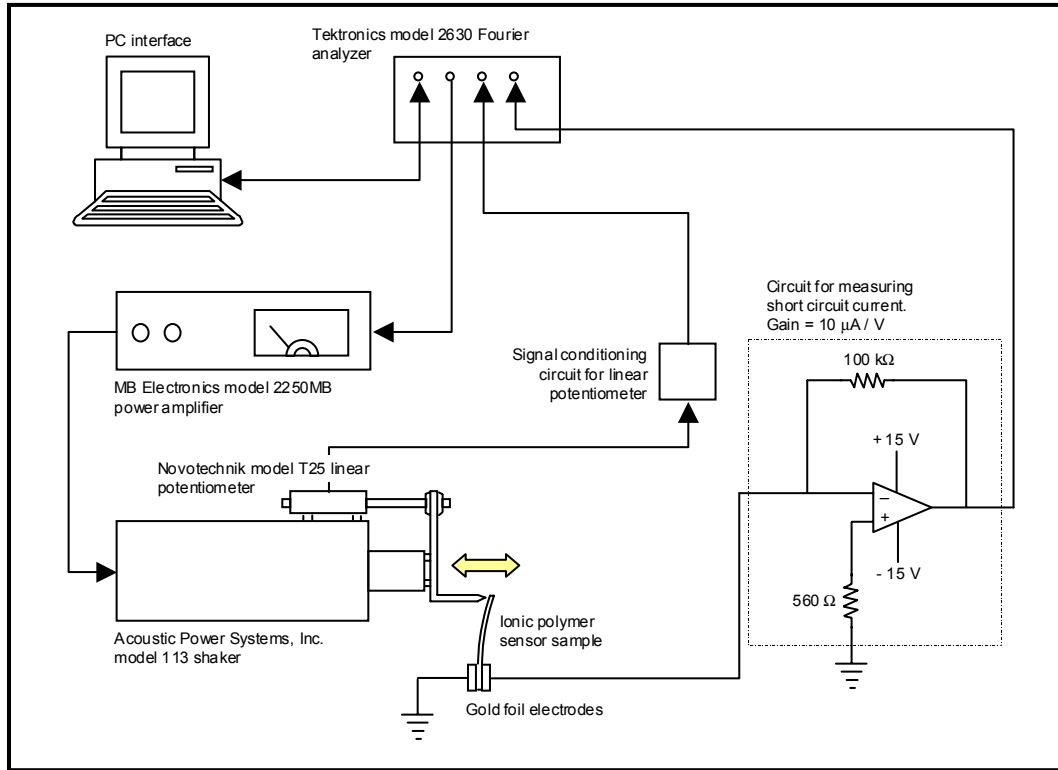 PC interface
Tektronics model 2630 Fourier
analyzer
Circuit for measuring
short circuit current.
Gain = 10 μA / V
100 kΩ
Signal conditioning
circuit for linear
potentiometer
MB Electronics model 2250MB
power amplifier
+15 V
Novotechnik model T25 linear
potentiometer
−
+
- 15 V
560 Ω
Ionic polymer
sensor sample
Acoustic Power Systems, Inc.
model 113 shaker
Gold foil electrodes